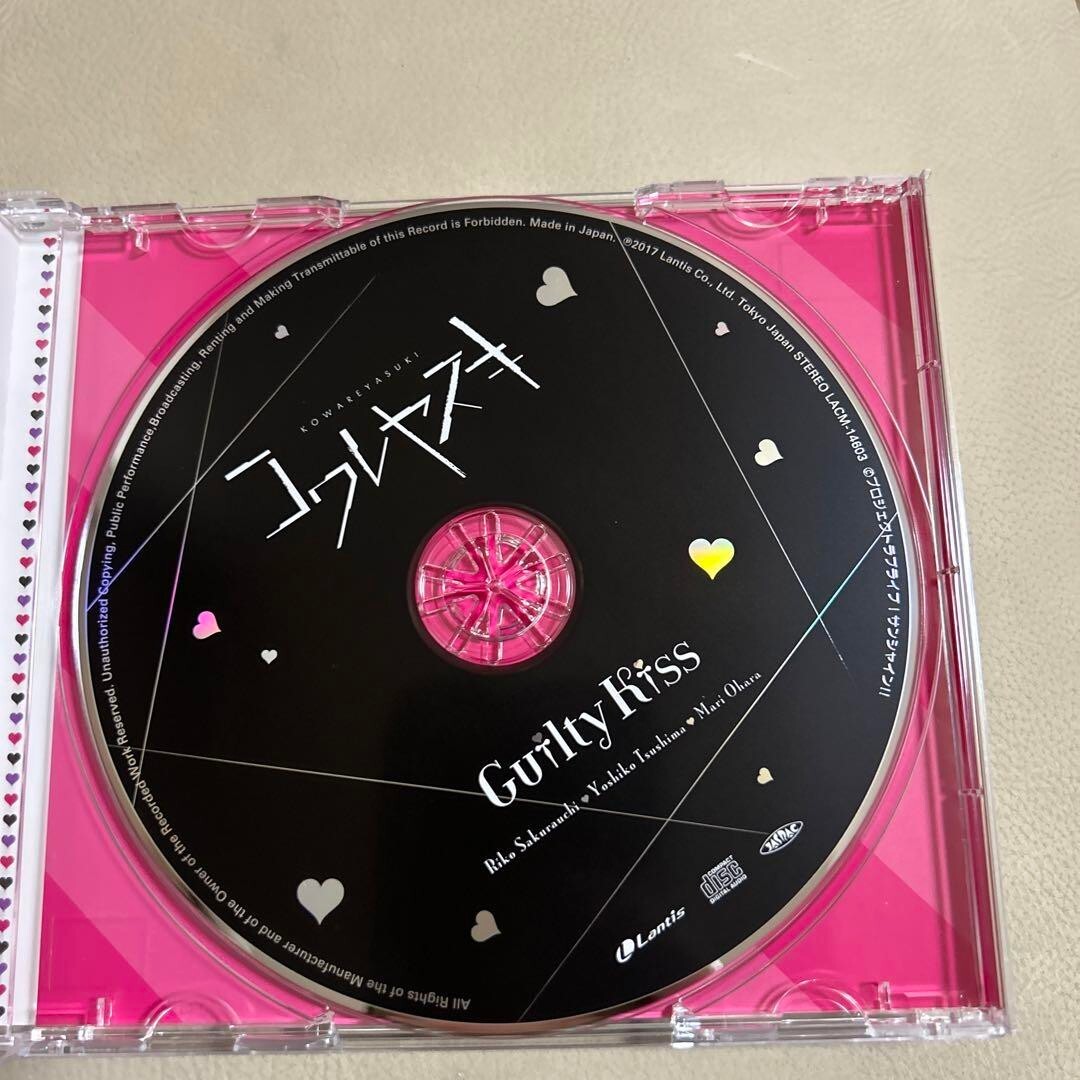 KOWAREYASUKI
コワレヤスキ
Guilty Kiss
Riko Sakurauchi Yoshiko Tsushima Mari Ohara
JASRAC
COMPACT
disc
DIGITAL AUDIO
Lantis
All Rights of the Manufacturer and of the Owner of the Recorded Work Reserved. Unauthorized Copying, Public Performance,Broadcasting, Renting and Making Transmittable of this Record is Forbidden. Made in Japan. ℗2017 Lantis Co., Ltd. Tokyo Japan STEREO LACM-14603 ©プロジェクトラブライブ!サンシャイン!!